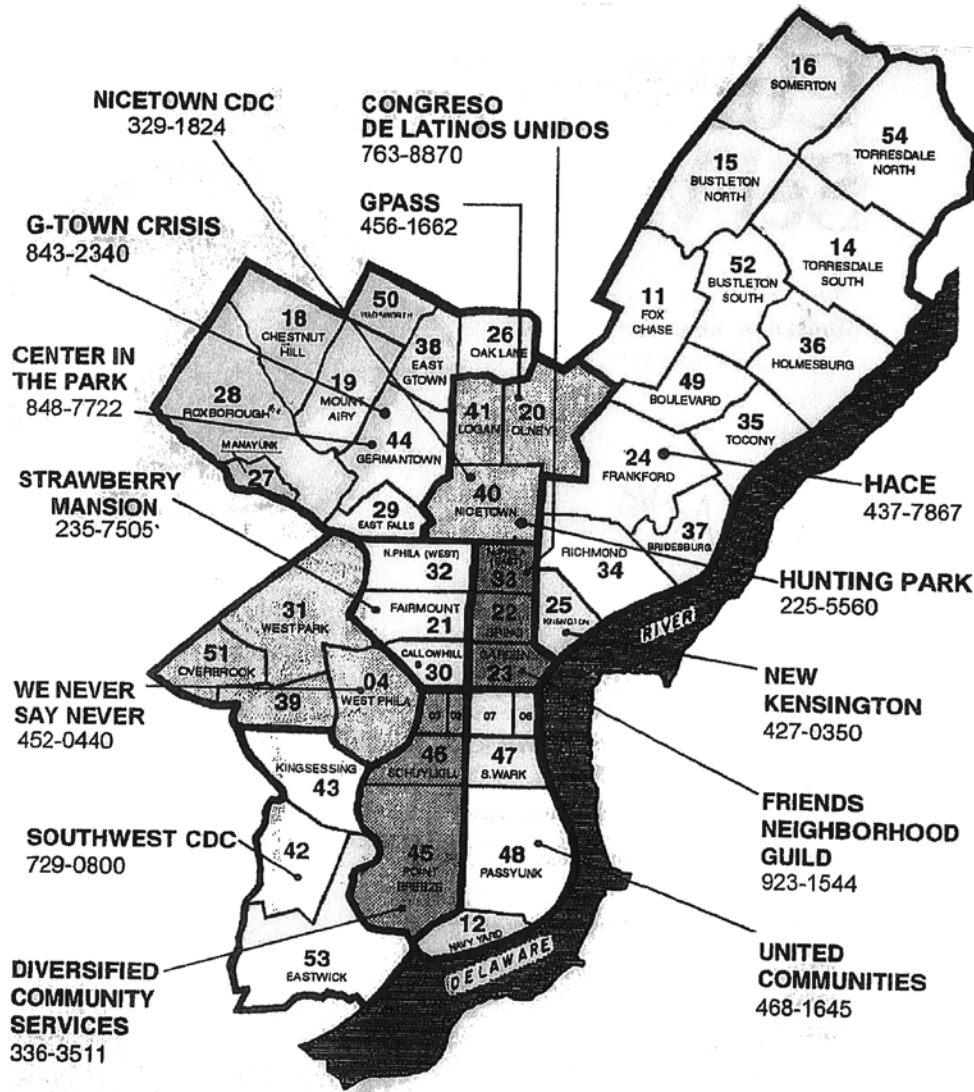 NICETOWN CDC
329-1824
CONGRESO
DE LATINOS UNIDOS
763-8870
GPASS
456-1662
G-TOWN CRISIS
843-2340
CENTER IN
THE PARK
848-7722
STRAWBERRY
MANSION
235-7505
WE NEVER
SAY NEVER
452-0440
SOUTHWEST CDC
729-0800
DIVERSIFIED
COMMUNITY
SERVICES
336-3511
HACE
437-7867
HUNTING PARK
225-5560
NEW
KENSINGTON
427-0350
FRIENDS
NEIGHBORHOOD
GUILD
923-1544
UNITED
COMMUNITIES
468-1645
16
SOMERTON
54
TORRESDALE
NORTH
15
BUSTLETON
NORTH
14
TORRESDALE
SOUTH
52
BUSTLETON
SOUTH
11
FOX
CHASE
36
HOLMESBURG
49
BOULEVARD
35
TOCONY
24
FRANKFORD
37
BRIDESBURG
RICHMOND
34
25
50
18
CHESTNUT
HILL
38
EAST
GTOWN
26
OAK LANE
19
MOUNT
AIRY
28
ROXBOROUGH
41
LOGAN
20
OLNEY
44
GERMANTOWN
MANAYUNK
27
29
EAST FALLS
40
NICETOWN
N.PHILA (WEST)
32
33
FAIRMOUNT
21
22
SPRING
GARDEN
23
CALLOWHILL
30
31
WEST PARK
51
OVERBROOK
39
04
WEST PHILA
07
06
46
SCHUYLKILL
47
S.WARK
KINGSESSING
43
42
45
POINT
BREEZE
48
PASSYUNK
12
NAVY YARD
53
EASTWICK
DELAWARE
RIVER